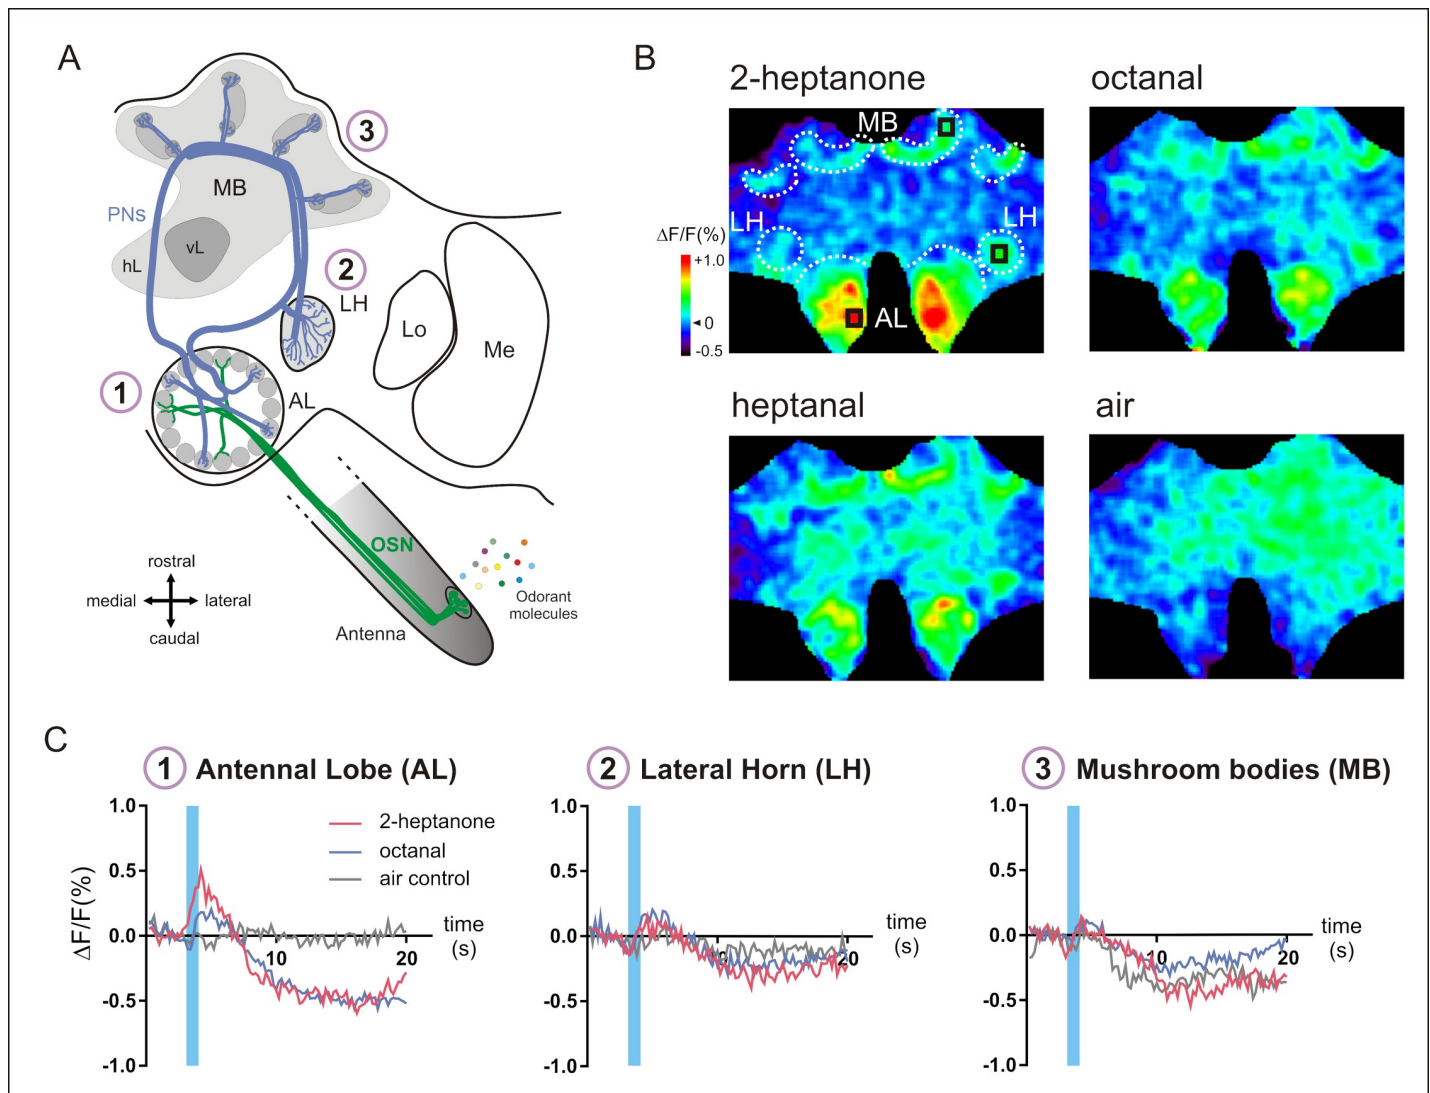 A
3
MB
PNs
vL
hL
2
LH
Lo
Me
1
AL
OSN
rostral
medial
lateral
caudal
Antenna
Odorant
molecules
B
2-heptanone
octanal
MB
LH
LH
ΔF/F(%)
+1.0
0
-0.5
AL
heptanal
air
C
1 Antennal Lobe (AL)
2 Lateral Horn (LH)
3 Mushroom bodies (MB)
1.0
0.5
0.0
-0.5
-1.0
ΔF/F(%)
2-heptanone
octanal
air control
time
(s)
10
20
1.0
0.5
0.0
-0.5
-1.0
time
(s)
10
20
1.0
0.5
0.0
-0.5
-1.0
time
(s)
10
20